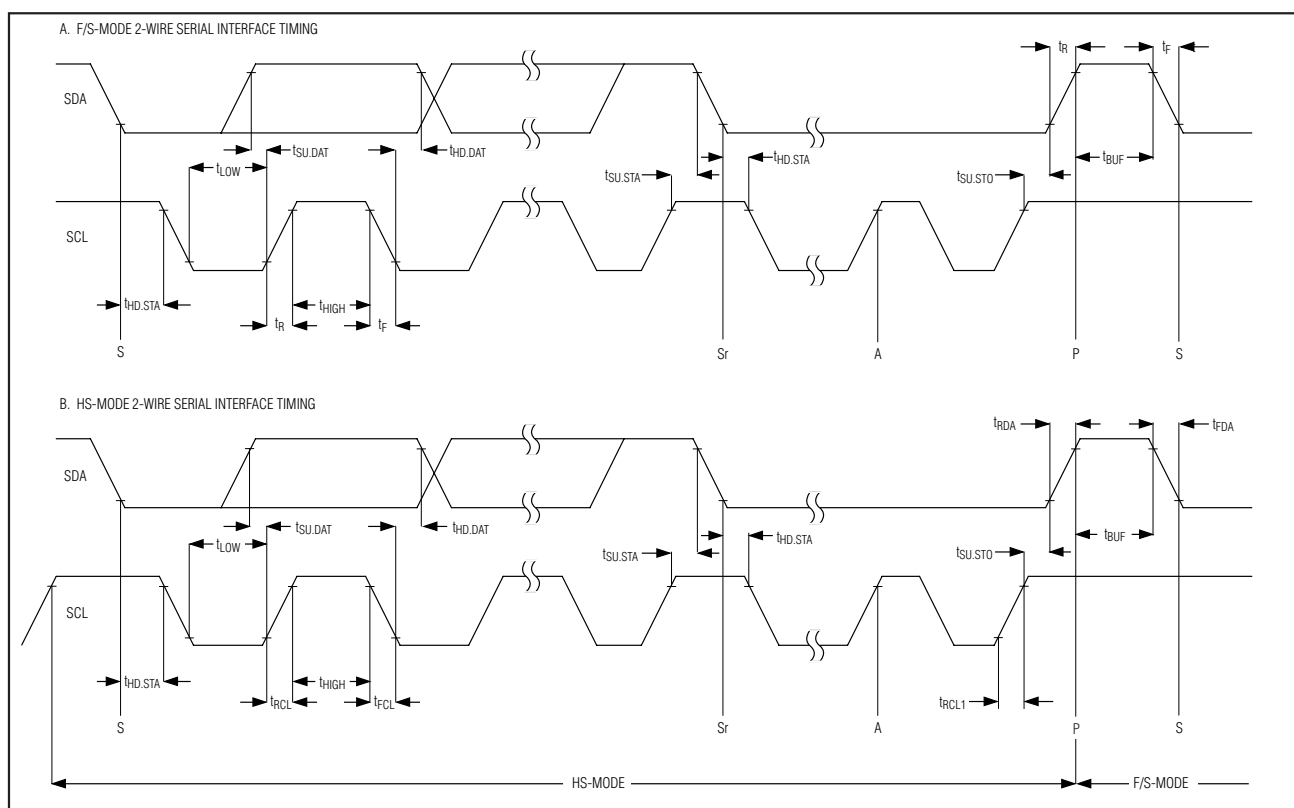 A. F/S-MODE 2-WIRE SERIAL INTERFACE TIMING
tR
tF
SDA
tSU.DAT
tHD.DAT
tLOW
tSU.STA
tHD.STA
tSU.STO
tBUF
SCL
tHD.STA
tR
tHIGH
tF
S
Sr
A
P
S
B. HS-MODE 2-WIRE SERIAL INTERFACE TIMING
tRDA
tFDA
SDA
tSU.DAT
tHD.DAT
tLOW
tSU.STA
tHD.STA
tSU.STO
tBUF
SCL
tHD.STA
tRCL
tHIGH
tFCL
tRCL1
S
Sr
A
P
S
HS-MODE
F/S-MODE